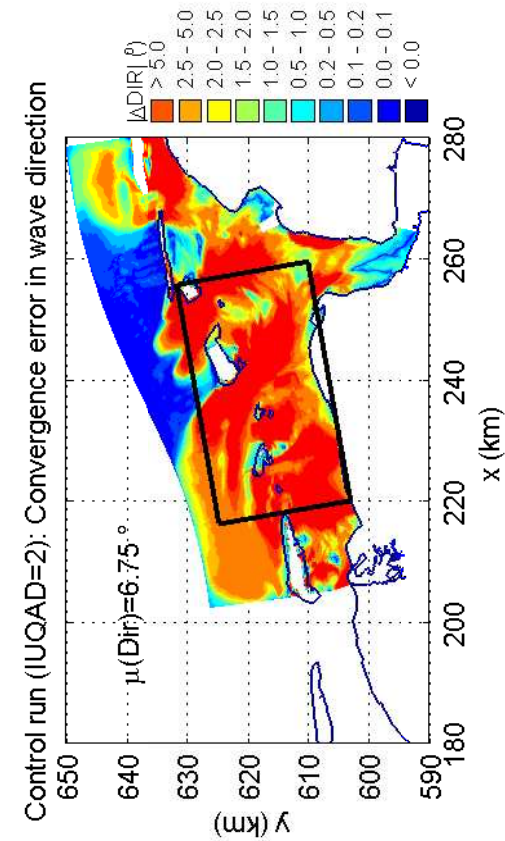 Control run (IUQAD=2): Convergence error in wave direction
μ(Dir)=6.75 °
|ΔDIR| (º)
> 5.0
2.5 - 5.0
2.0 - 2.5
1.5 - 2.0
1.0 - 1.5
0.5 - 1.0
0.2 - 0.5
0.1 - 0.2
0.0 - 0.1
< 0.0
650
640
630
620
610
600
590
y (km)
180
200
220
240
260
280
x (km)